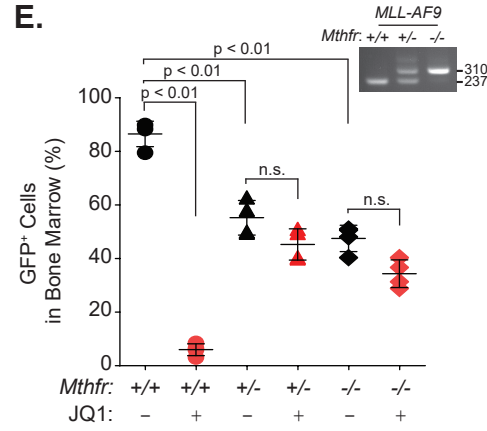 E.
MLL-AF9
Mthfr: +/+ +/- -/-
310
237
p < 0.01
p < 0.01
p < 0.01
n.s.
n.s.
GFP+ Cells
in Bone Marrow (%)
100
80
60
40
20
0
Mthfr: +/+ +/+ +/- +/- -/- -/-
JQ1: – + – + – +